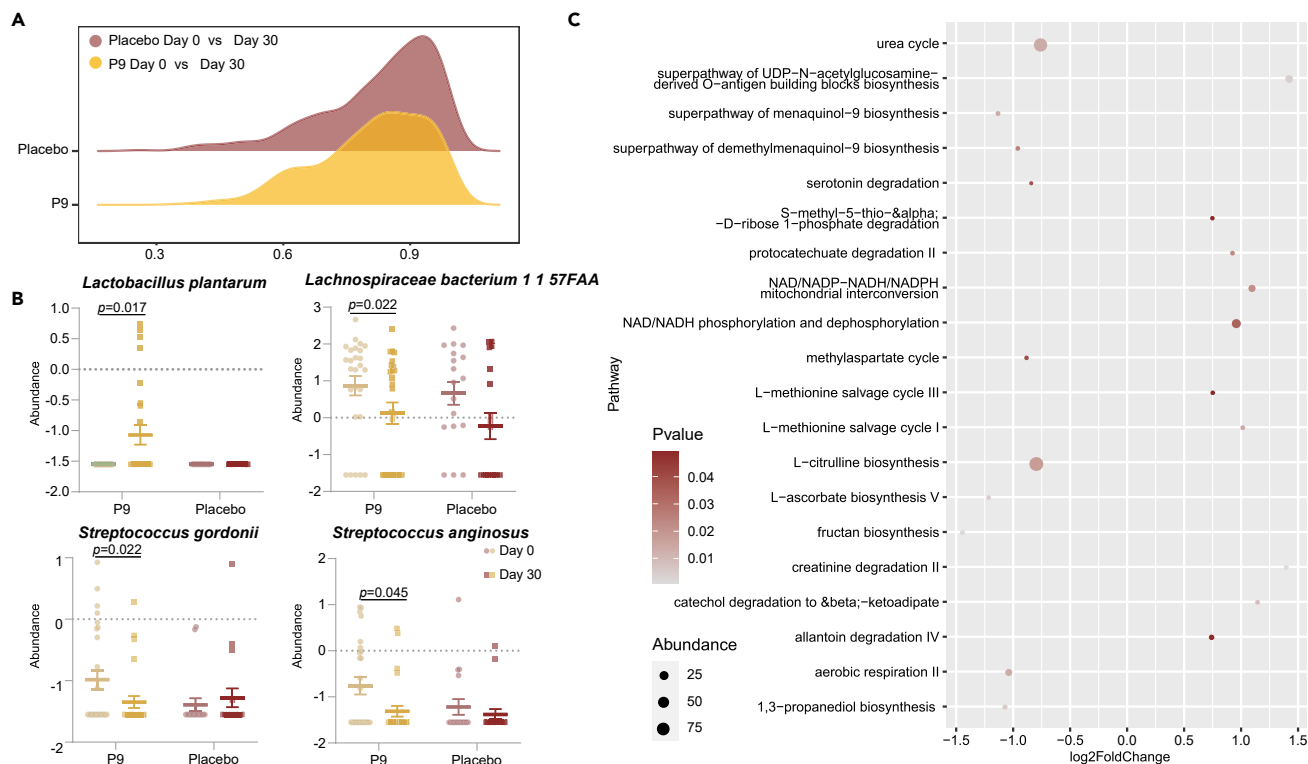 A
Placebo Day 0 vs Day 30
P9 Day 0 vs Day 30
Placebo
P9
0.3
0.6
0.9
B
Lactobacillus plantarum
p=0.017
Abundance
1.0
0.5
0.0
-0.5
-1.0
-1.5
-2.0
P9
Placebo
Lachnospiraceae bacterium 1 1 57FAA
p=0.022
Abundance
3
2
1
0
-1
-2
P9
Placebo
Streptococcus gordonii
p=0.022
Abundance
1
0
-1
-2
P9
Placebo
Streptococcus anginosus
Day 0
Day 30
p=0.045
Abundance
2
1
0
-1
-2
P9
Placebo
C
Pathway
urea cycle
superpathway of UDP−N−acetylglucosamine−
derived O−antigen building blocks biosynthesis
superpathway of menaquinol−9 biosynthesis
superpathway of demethylmenaquinol−9 biosynthesis
serotonin degradation
S−methyl−5−thio−&alpha;
−D−ribose 1−phosphate degradation
protocatechuate degradation II
NAD/NADP−NADH/NADPH
mitochondrial interconversion
NAD/NADH phosphorylation and dephosphorylation
methylaspartate cycle
L−methionine salvage cycle III
L−methionine salvage cycle I
L−citrulline biosynthesis
L−ascorbate biosynthesis V
fructan biosynthesis
creatinine degradation II
catechol degradation to &beta;−ketoadipate
allantoin degradation IV
aerobic respiration II
1,3−propanediol biosynthesis
−1.5
−1.0
−0.5
0.0
0.5
1.0
1.5
log2FoldChange
Pvalue
0.04
0.03
0.02
0.01
Abundance
25
50
75